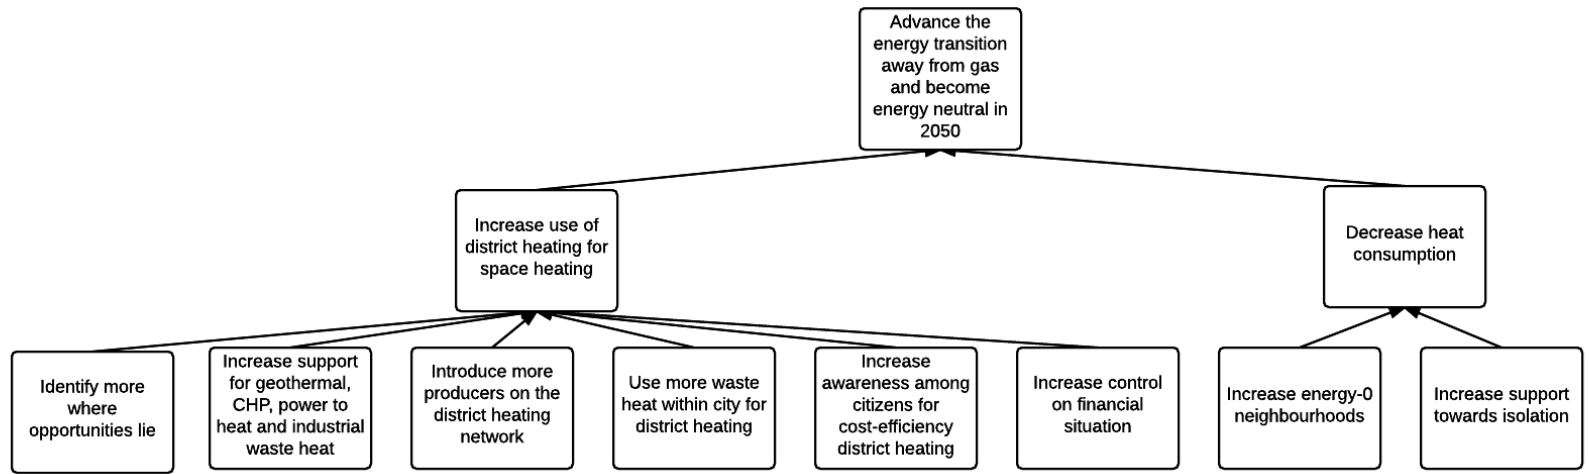 Advance the
energy transition
away from gas
and become
energy neutral in
2050
Increase use of
district heating for
space heating
Decrease heat
consumption
Identify more
where
opportunities lie
Increase support
for geothermal,
CHP, power to
heat and industrial
waste heat
Introduce more
producers on the
district heating
network
Use more waste
heat within city for
district heating
Increase
awareness among
citizens for
cost-efficiency
district heating
Increase control
on financial
situation
Increase energy-0
neighbourhoods
Increase support
towards isolation